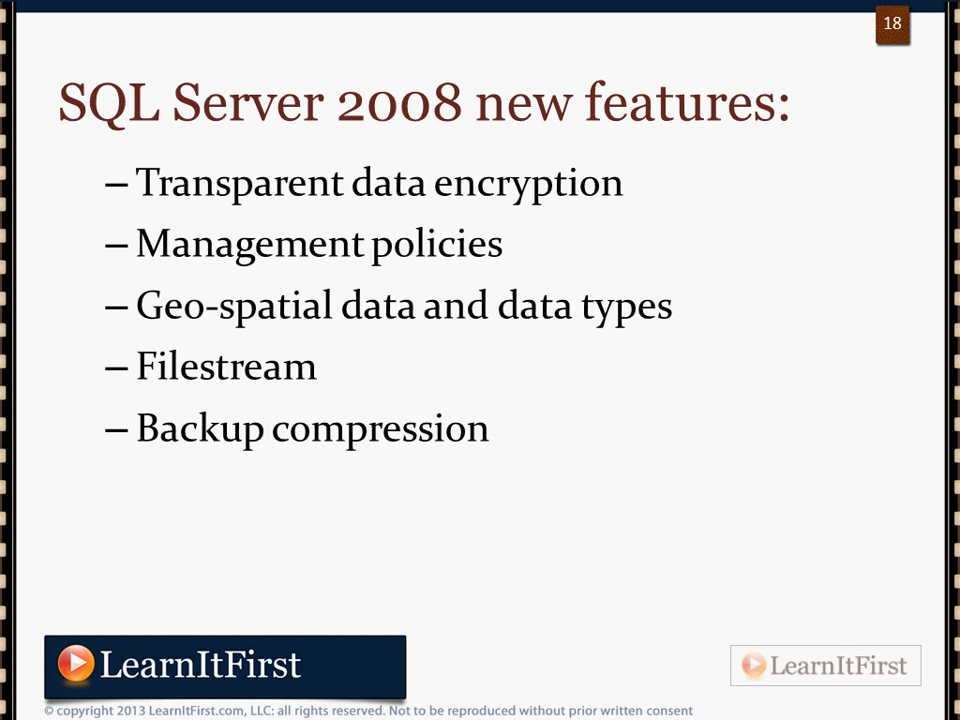 18
SQL Server 2008 new features:
– Transparent data encryption
– Management policies
– Geo-spatial data and data types
– Filestream
– Backup compression
LearnItFirst
LearnItFirst
© copyright 2013 LearnItFirst.com, LLC: all rights reserved. Not to be reproduced without prior written consent